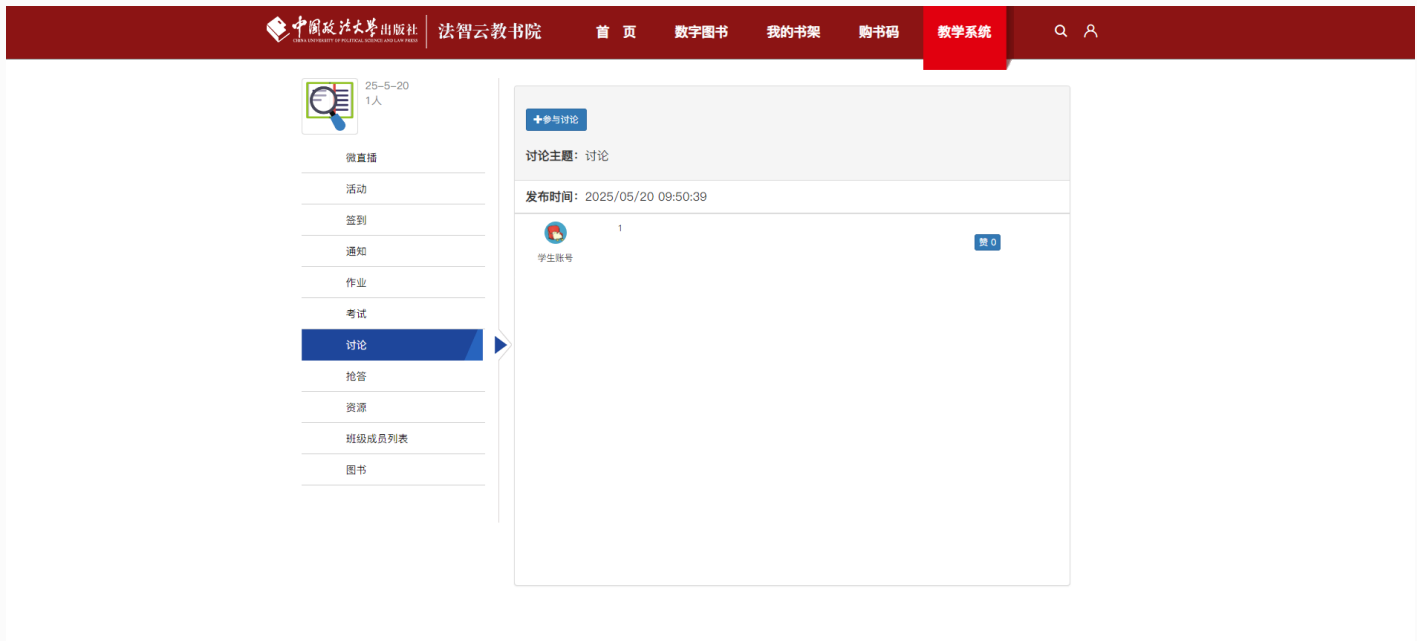 中国政法大学出版社 法智云教书院 首 页 数字图书 我的书架 购书码 教学系统
CHINA UNIVERSITY OF POLITICAL SCIENCE AND LAW PRESS
25-5-20
1人
微直播
活动
签到
通知
作业
考试
讨论
抢答
资源
班级成员列表
图书
+参与讨论
讨论主题：讨论
发布时间：2025/05/20 09:50:39
学生账号
1
赞 0